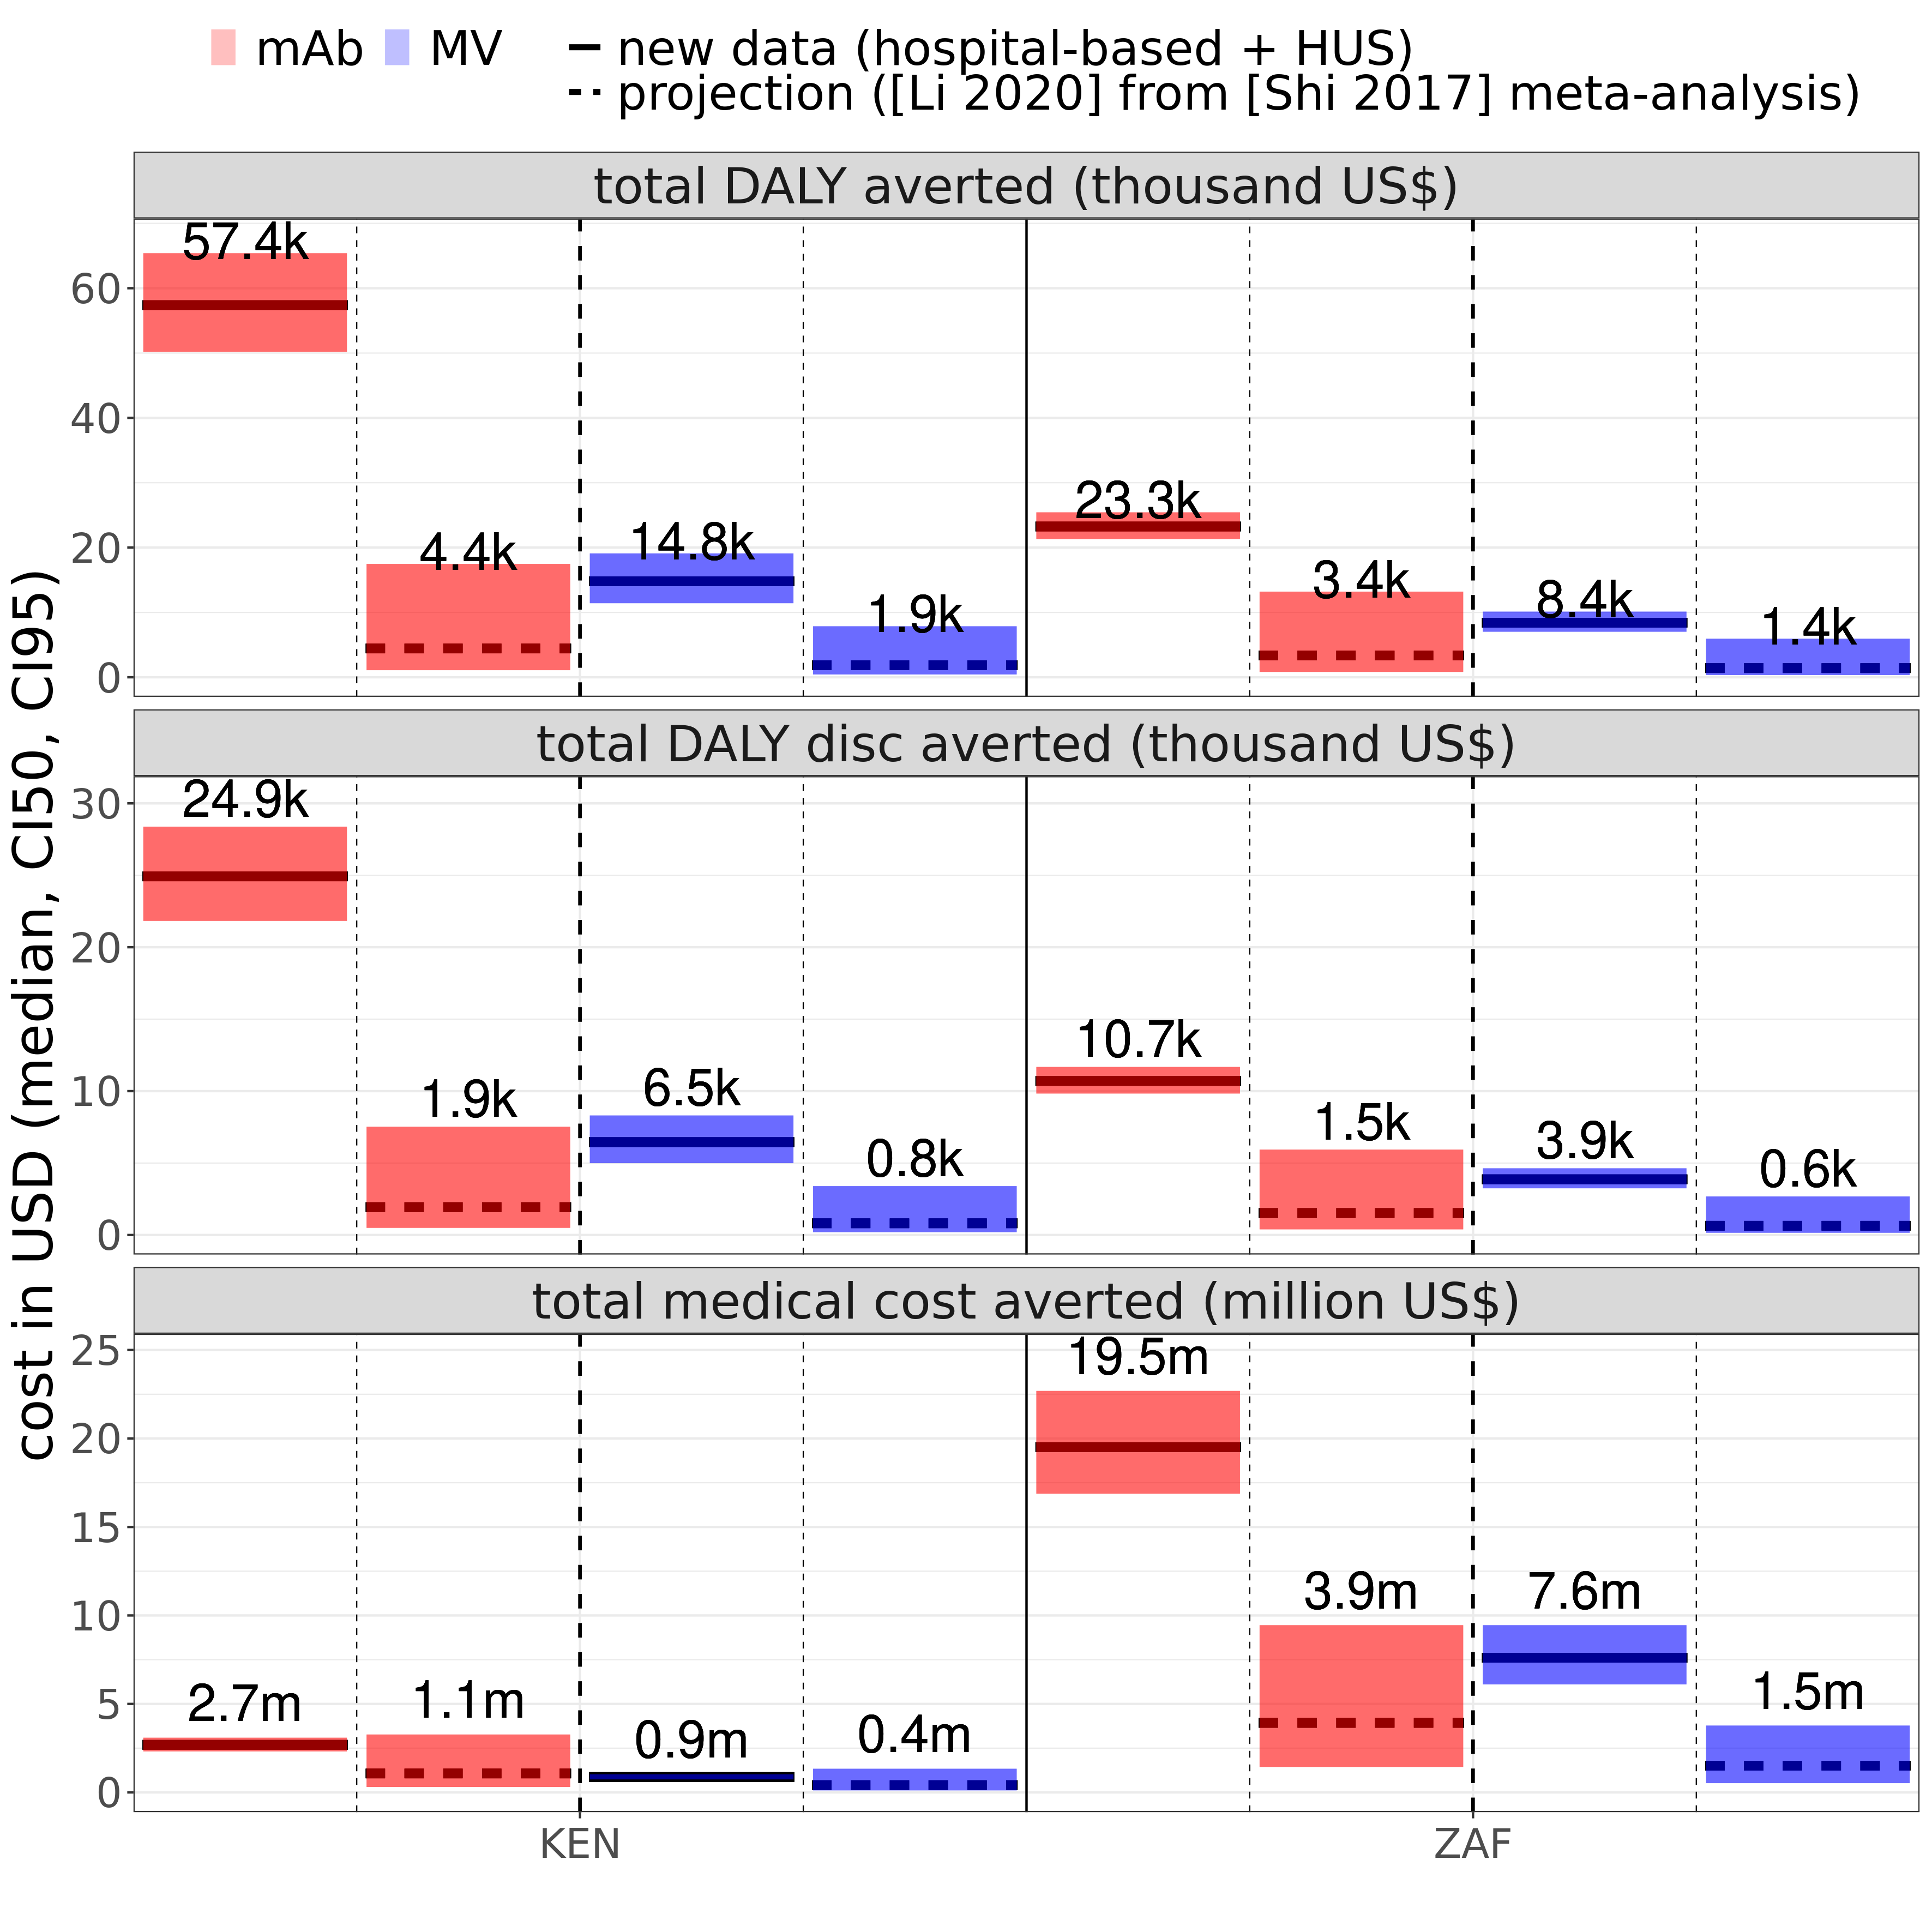 mAb MV new data (hospital-based + HUS)
projection ([Li 2020] from [Shi 2017] meta-analysis)
cost in USD (median, CI50, CI95)
total DALY averted (thousand US$)
60
40
20
0
57.4k
4.4k
14.8k
1.9k
23.3k
3.4k
8.4k
1.4k
total DALY disc averted (thousand US$)
30
20
10
0
24.9k
1.9k
6.5k
0.8k
10.7k
1.5k
3.9k
0.6k
total medical cost averted (million US$)
25
20
15
10
5
0
2.7m
1.1m
0.9m
0.4m
19.5m
3.9m
7.6m
1.5m
KEN
ZAF